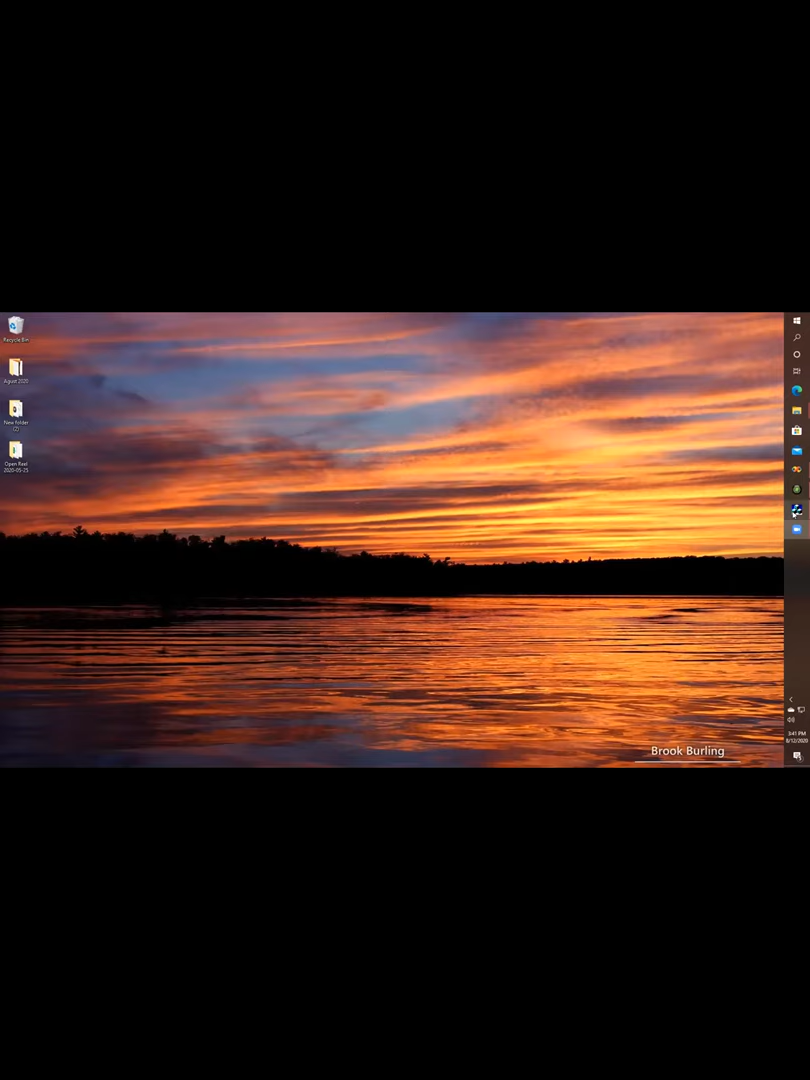 Recycle Bin
August 2020
New folder
(2)
Open Reel
2020-05-25
3:41 PM
8/12/2020
Brook Burling